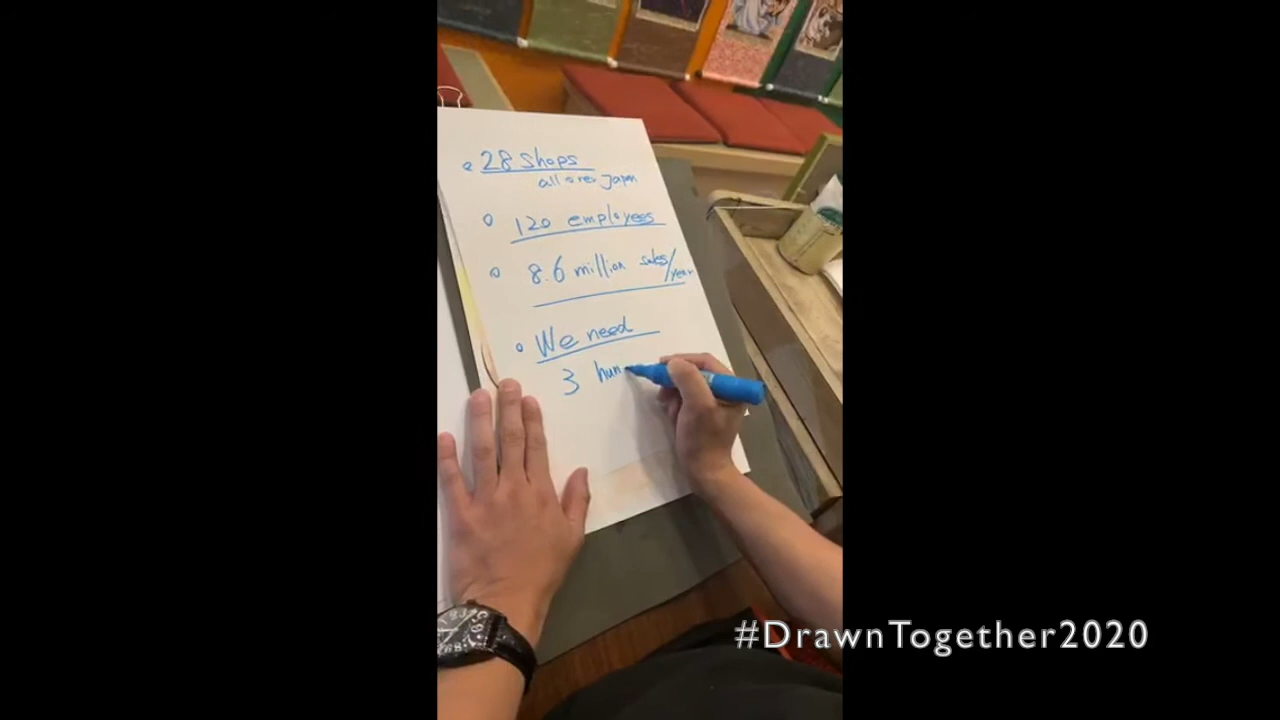 28 shops
all over Japan
120 employees
8.6 million sales/year
We need
3 hun
#DrawnTogether2020